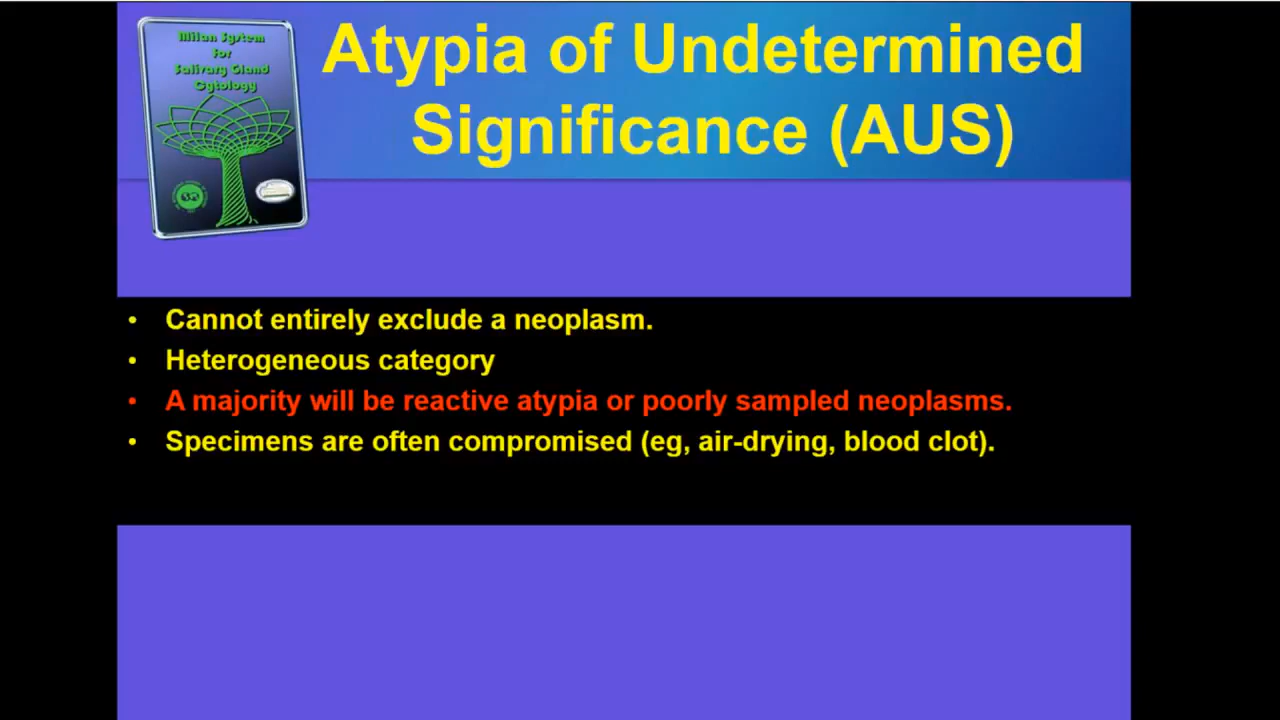 Milan System
for
Salivary Gland
Cytology
Atypia of Undetermined
Significance (AUS)
• Cannot entirely exclude a neoplasm.
• Heterogeneous category
• A majority will be reactive atypia or poorly sampled neoplasms.
• Specimens are often compromised (eg, air-drying, blood clot).